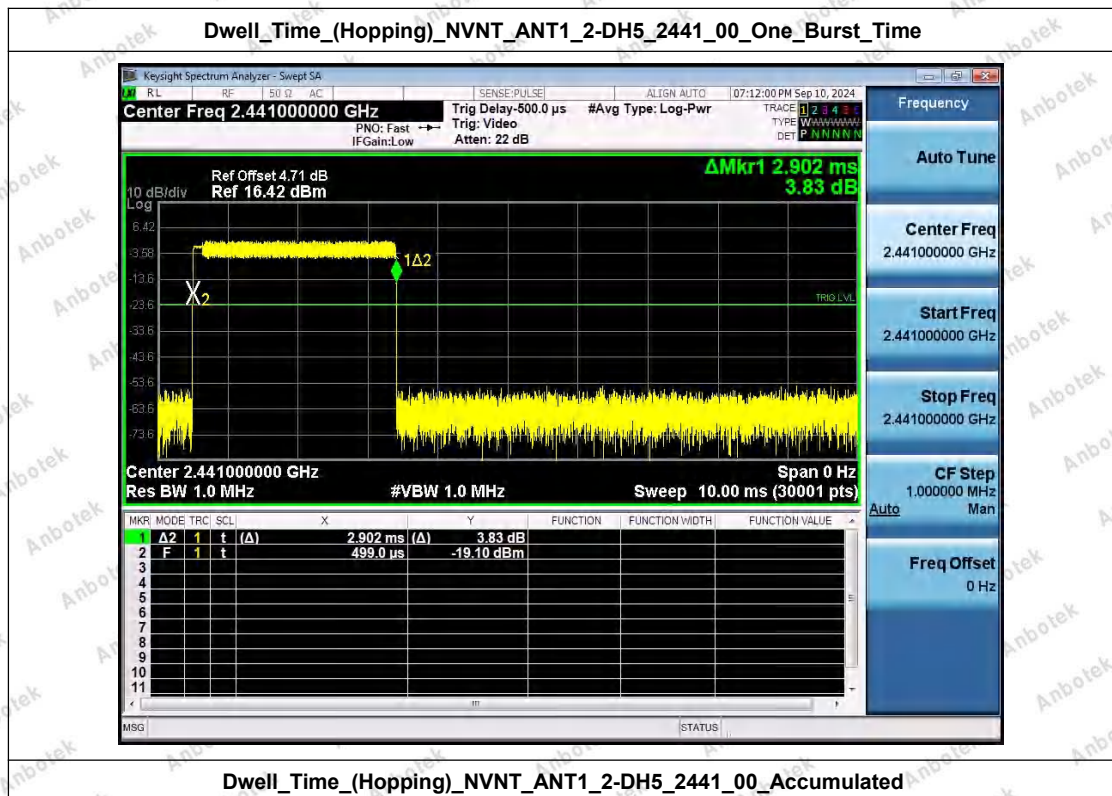 Dwell_Time_(Hopping)_NVNT_ANT1_2-DH5_2441_00_One_Burst_Time
Keysight Spectrum Analyzer - Swept SA
RL RF 50 Ω AC SENSE:PULSE ALIGN AUTO 07:12:00 PM Sep 10, 2024
Center Freq 2.441000000 GHz
PNO: Fast
IFGain:Low
Trig Delay-500.0 µs
Trig: Video
Atten: 22 dB
#Avg Type: Log-Pwr
TRACE 1 2 3 4 5 6
TYPE WWWWWW
DET P N N N N N
Frequency
Auto Tune
Center Freq
2.441000000 GHz
Start Freq
2.441000000 GHz
Stop Freq
2.441000000 GHz
CF Step
1.000000 MHz
Auto Man
Freq Offset
0 Hz
ΔMkr1 2.902 ms
3.83 dB
Ref Offset 4.71 dB
10 dB/div Ref 16.42 dBm
Log
6.42
-3.58
-13.6
-23.6
-33.6
-43.6
-53.6
-63.6
-73.6
1Δ2
2
TRIG LVL
Center 2.441000000 GHz Span 0 Hz
Res BW 1.0 MHz #VBW 1.0 MHz Sweep 10.00 ms (30001 pts)
MKR MODE TRC SCL X Y FUNCTION FUNCTION WIDTH FUNCTION VALUE
1 Δ2 1 t (Δ) 2.902 ms (Δ) 3.83 dB
2 F 1 t 499.0 µs -19.10 dBm
3
4
5
6
7
8
9
10
11
MSG STATUS
Dwell_Time_(Hopping)_NVNT_ANT1_2-DH5_2441_00_Accumulated
Anbotek